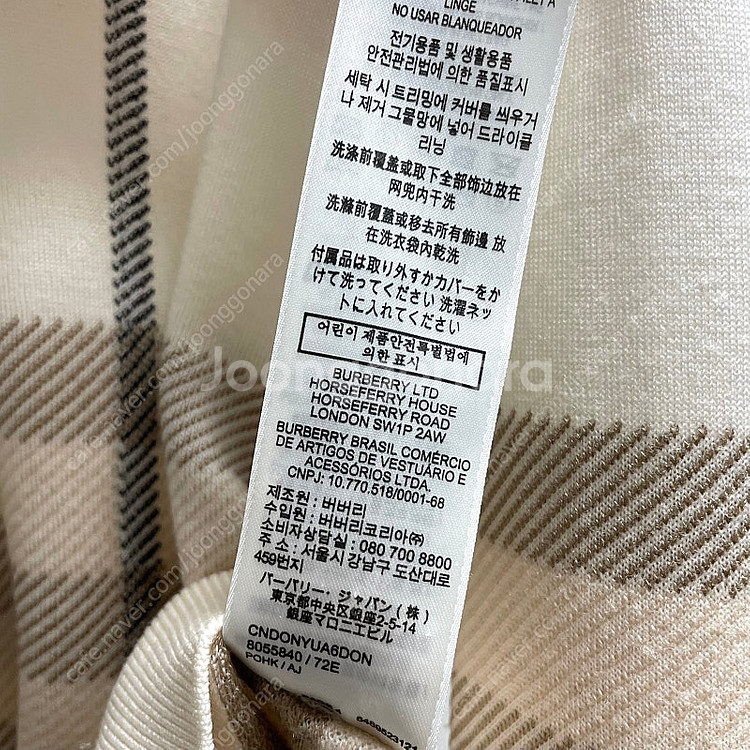 LINGE
NO USAR BLANQUEADOR
전기용품 및 생활용품
안전관리법에 의한 품질표시
세탁 시 트리밍에 커버를 씌우거
나 제거 그물망에 넣어 드라이클
리닝
洗涤前覆盖或取下全部饰边放在
网兜内干洗
洗滌前覆蓋或移去所有飾邊 放
在洗衣袋內乾洗
付属品は取り外すかカバーをか
けて洗ってください 洗濯ネッ
トに入れてください
어린이 제품안전특별법에
의한 표시
BURBERRY LTD
HORSEFERRY HOUSE
HORSEFERRY ROAD
LONDON SW1P 2AW
BURBERRY BRASIL COMÉRCIO
DE ARTIGOS DE VESTUÁRIO E
ACESSÓRIOS LTDA.
CNPJ: 10.770.518/0001-68
제조원 : 버버리
수입원 : 버버리코리아㈜
소비자상담실 : 080 700 8800
주 소 : 서울시 강남구 도산대로
459번지
バーバリー・ジャパン（株）
東京都中央区銀座2-5-14
銀座マロニエビル
CNDONYUA6DON
8055840 / 72E
POHK / AJ
Joonggonara
cafe.naver.com/joonggonara
cafe.naver.com/joonggonara
cafe.naver.com/joonggonara